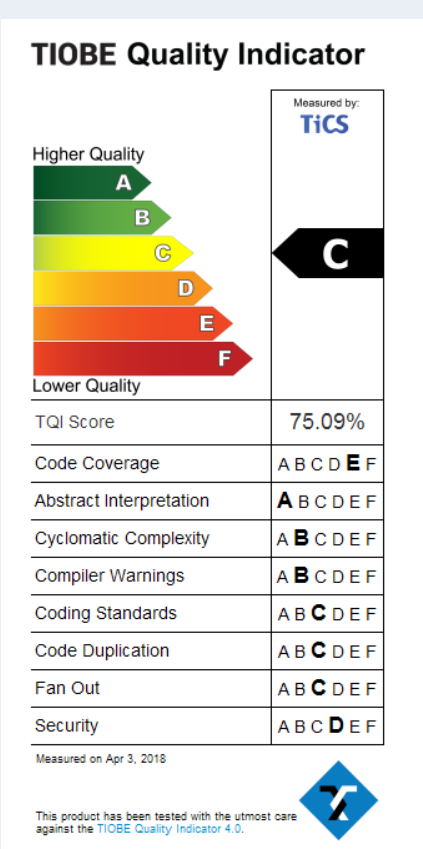 TIOBE Quality Indicator
Measured by:
TiCS
Higher Quality
A
B
C
C
D
E
F
Lower Quality
TQI Score 75.09%
Code Coverage A B C D E F
Abstract Interpretation A B C D E F
Cyclomatic Complexity A B C D E F
Compiler Warnings A B C D E F
Coding Standards A B C D E F
Code Duplication A B C D E F
Fan Out A B C D E F
Security A B C D E F
Measured on Apr 3, 2018
This product has been tested with the utmost care
against the TIOBE Quality Indicator 4.0.